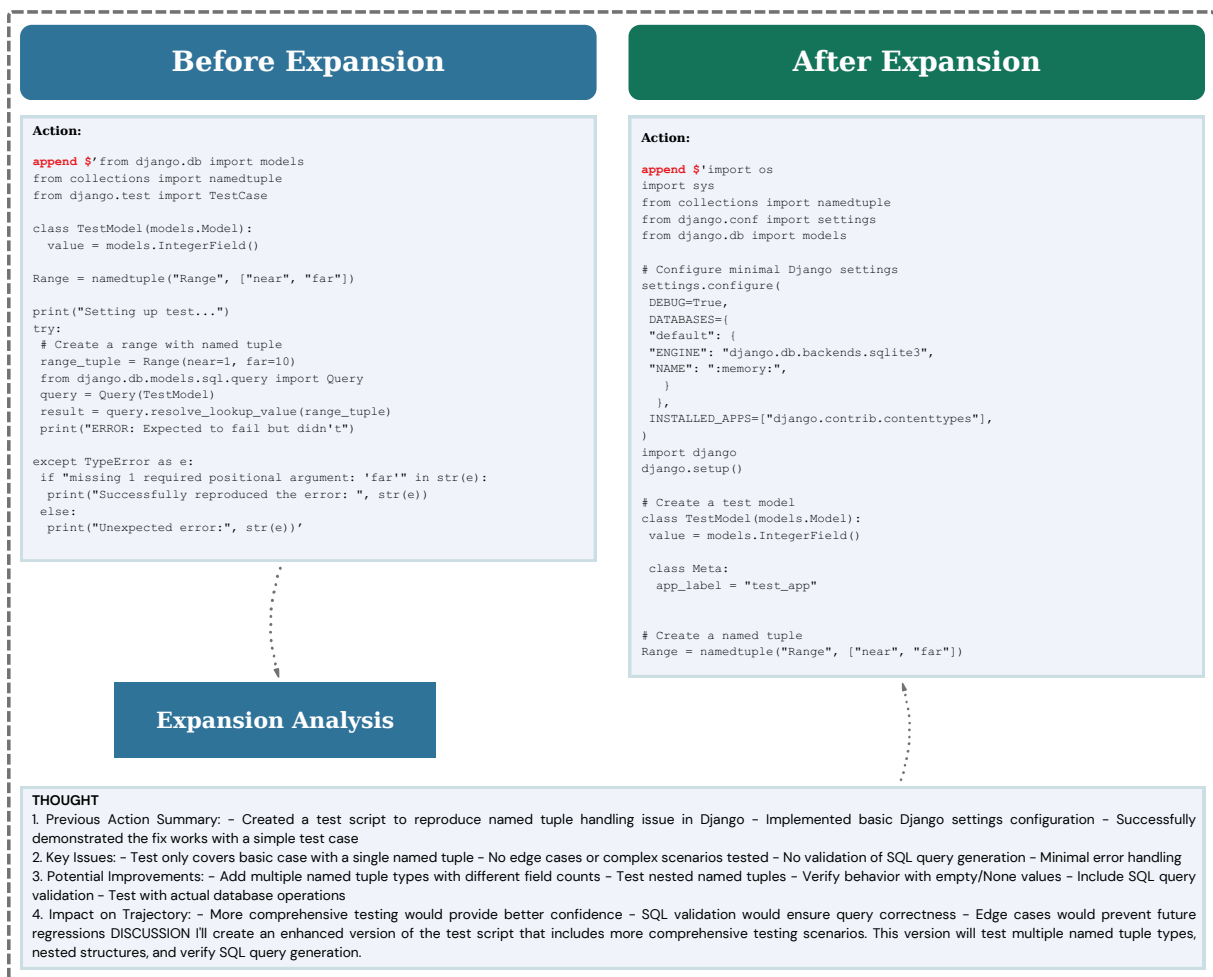 Before Expansion
Action:
append $’from django.db import models
from collections import namedtuple
from django.test import TestCase
class TestModel(models.Model):
  value = models.IntegerField()
Range = namedtuple("Range", ["near", "far"])
print("Setting up test...")
try:
 # Create a range with named tuple
 range_tuple = Range(near=1, far=10)
 from django.db.models.sql.query import Query
 query = Query(TestModel)
 result = query.resolve_lookup_value(range_tuple)
 print("ERROR: Expected to fail but didn't")
except TypeError as e:
 if "missing 1 required positional argument: 'far'" in str(e):
  print("Successfully reproduced the error: ", str(e))
 else:
  print("Unexpected error:", str(e))’
After Expansion
Action:
append $'import os
import sys
from collections import namedtuple
from django.conf import settings
from django.db import models
# Configure minimal Django settings
settings.configure(
 DEBUG=True,
 DATABASES={
 "default": {
 "ENGINE": "django.db.backends.sqlite3",
 "NAME": ":memory:",
   }
  },
 INSTALLED_APPS=["django.contrib.contenttypes"],
)
import django
django.setup()
# Create a test model
class TestModel(models.Model):
 value = models.IntegerField()
 class Meta:
  app_label = "test_app"
# Create a named tuple
Range = namedtuple("Range", ["near", "far"])
Expansion Analysis
THOUGHT
1. Previous Action Summary: - Created a test script to reproduce named tuple handling issue in Django - Implemented basic Django settings configuration - Successfully
demonstrated the fix works with a simple test case
2. Key Issues: - Test only covers basic case with a single named tuple - No edge cases or complex scenarios tested - No validation of SQL query generation - Minimal error handling
3. Potential Improvements: - Add multiple named tuple types with different field counts - Test nested named tuples - Verify behavior with empty/None values - Include SQL query
validation - Test with actual database operations
4. Impact on Trajectory: - More comprehensive testing would provide better confidence - SQL validation would ensure query correctness - Edge cases would prevent future
regressions DISCUSSION I'll create an enhanced version of the test script that includes more comprehensive testing scenarios. This version will test multiple named tuple types,
nested structures, and verify SQL query generation.